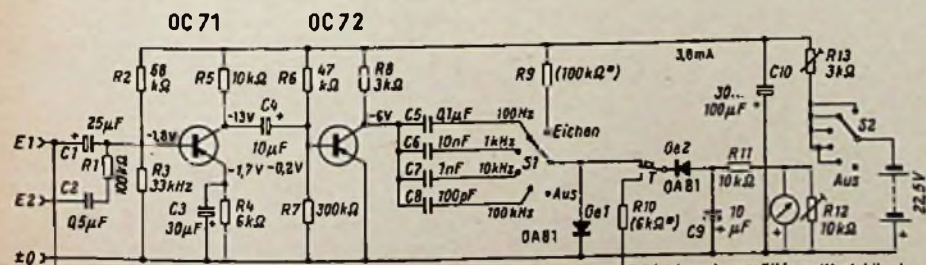 OC 71
OC 72
R2
68
kΩ
R5
10kΩ
R6
47
kΩ
R8
3kΩ
R9
(100kΩ*)
3,6mA
C10
30...
100µF
R13
3kΩ
-13V
C4
10
µF
-6V
C5
0,1µF
100Hz
Eichen
S2
E1
25µF
C1
R1
100kΩ
-1,8V
C6
10nF
1kHz
S1
Ge2
OA81
R11
10kΩ
Aus
E2
C2
0,5µF
R3
33kHz
-1,7V
-0,2V
C7
1nF
10kHz
Aus
T
22,5V
C3
30µF
R4
6kΩ
R7
300kΩ
C8
100pF
100kHz
Ge1
OA81
R10
(6kΩ*)
C9
10
µF
R12
10kΩ
±0